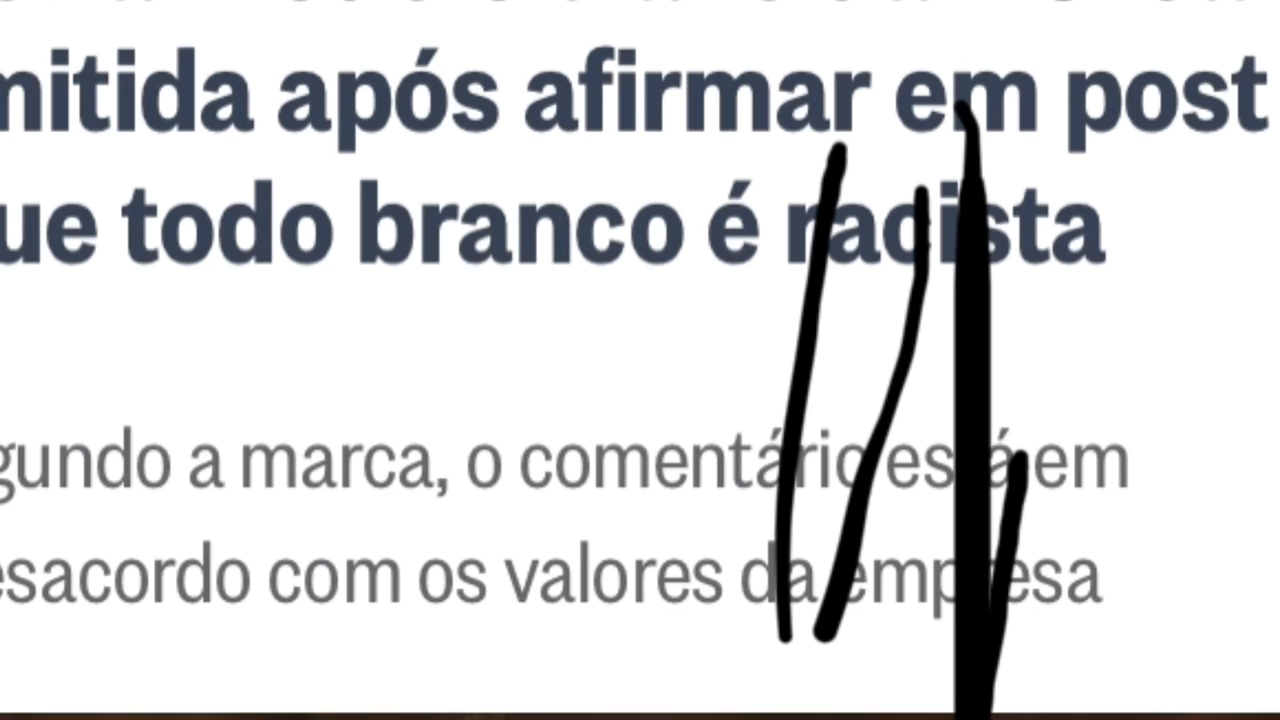 mitida após afirmar em post
ue todo branco é racista
gundo a marca, o comentário está em
esacordo com os valores da empresa